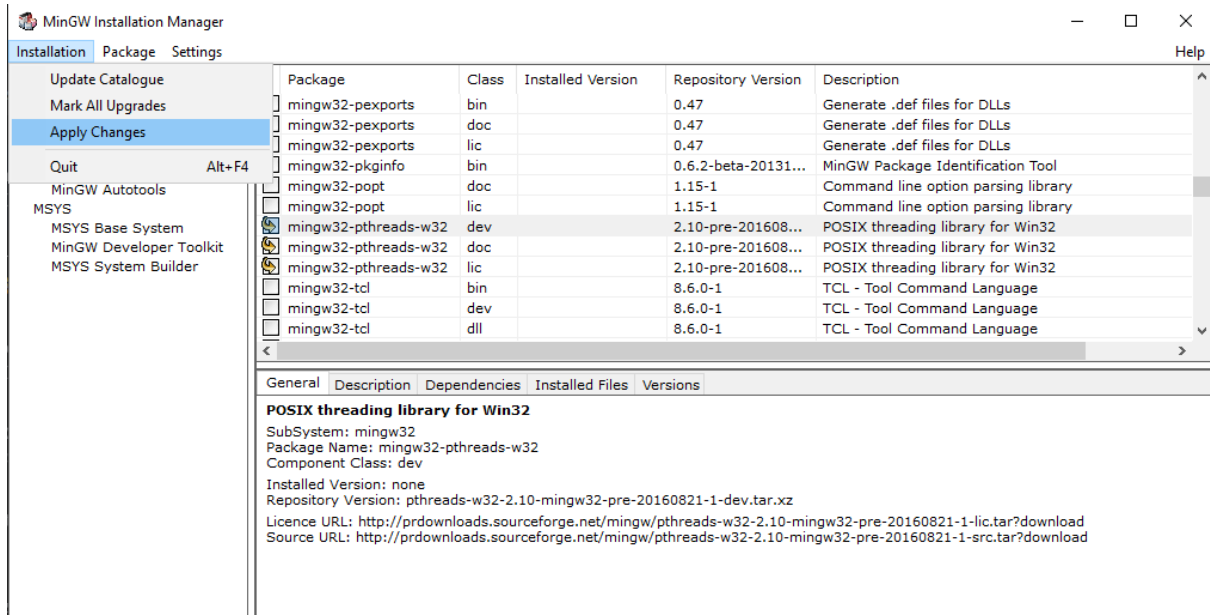 MinGW Installation Manager
Installation Package Settings Help
Update Catalogue
Mark All Upgrades
Apply Changes
Quit Alt+F4
MinGW Autotools
MSYS
MSYS Base System
MinGW Developer Toolkit
MSYS System Builder
Package Class Installed Version Repository Version Description
mingw32-pexports bin 0.47 Generate .def files for DLLs
mingw32-pexports doc 0.47 Generate .def files for DLLs
mingw32-pexports lic 0.47 Generate .def files for DLLs
mingw32-pkginfo bin 0.6.2-beta-20131... MinGW Package Identification Tool
mingw32-popt doc 1.15-1 Command line option parsing library
mingw32-popt lic 1.15-1 Command line option parsing library
mingw32-pthreads-w32 dev 2.10-pre-201608... POSIX threading library for Win32
mingw32-pthreads-w32 doc 2.10-pre-201608... POSIX threading library for Win32
mingw32-pthreads-w32 lic 2.10-pre-201608... POSIX threading library for Win32
mingw32-tcl bin 8.6.0-1 TCL - Tool Command Language
mingw32-tcl dev 8.6.0-1 TCL - Tool Command Language
mingw32-tcl dll 8.6.0-1 TCL - Tool Command Language
General Description Dependencies Installed Files Versions
POSIX threading library for Win32
SubSystem: mingw32
Package Name: mingw32-pthreads-w32
Component Class: dev
Installed Version: none
Repository Version: pthreads-w32-2.10-mingw32-pre-20160821-1-dev.tar.xz
Licence URL: http://prdownloads.sourceforge.net/mingw/pthreads-w32-2.10-mingw32-pre-20160821-1-lic.tar?download
Source URL: http://prdownloads.sourceforge.net/mingw/pthreads-w32-2.10-mingw32-pre-20160821-1-src.tar?download